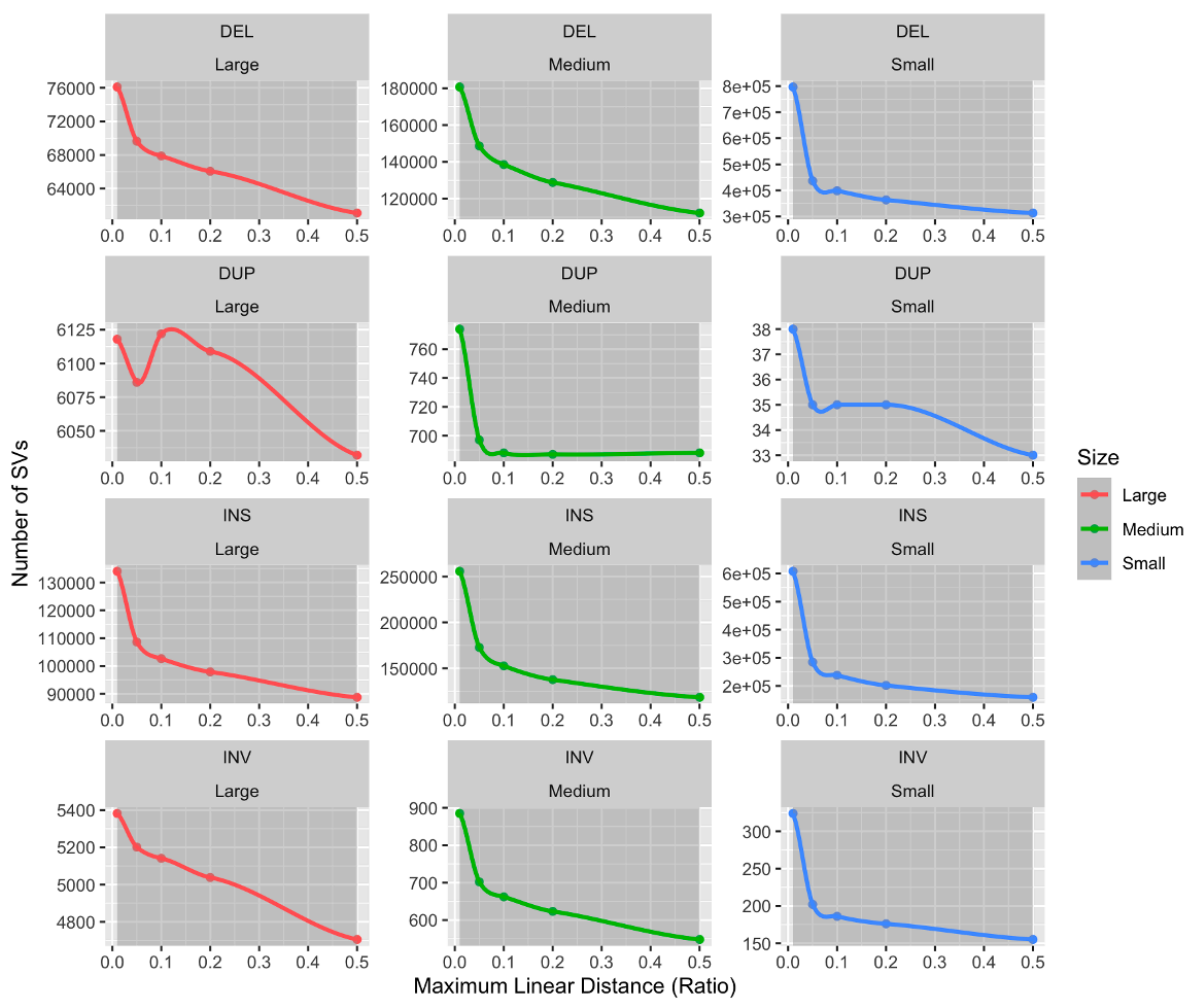 DEL DEL DEL
Large Medium Small
76000 180000 8e+05
7e+05
72000 160000 6e+05
68000 140000 5e+05
4e+05
64000 120000 3e+05
0.0 0.1 0.2 0.3 0.4 0.5 0.0 0.1 0.2 0.3 0.4 0.5 0.0 0.1 0.2 0.3 0.4 0.5
DUP DUP DUP
Large Medium Small
6125 760 38
37
6100 740 36
6075 720 35
6050 700 34
33
0.0 0.1 0.2 0.3 0.4 0.5 0.0 0.1 0.2 0.3 0.4 0.5 0.0 0.1 0.2 0.3 0.4 0.5
INS INS INS
Large Medium Small
130000 250000 6e+05
120000 5e+05
110000 200000 4e+05
100000 150000 3e+05
90000 2e+05
0.0 0.1 0.2 0.3 0.4 0.5 0.0 0.1 0.2 0.3 0.4 0.5 0.0 0.1 0.2 0.3 0.4 0.5
INV INV INV
Large Medium Small
5400 900 300
5200 800 250
5000 700 200
4800 600 150
0.0 0.1 0.2 0.3 0.4 0.5 0.0 0.1 0.2 0.3 0.4 0.5 0.0 0.1 0.2 0.3 0.4 0.5
Number of SVs
Maximum Linear Distance (Ratio)
Size
Large
Medium
Small